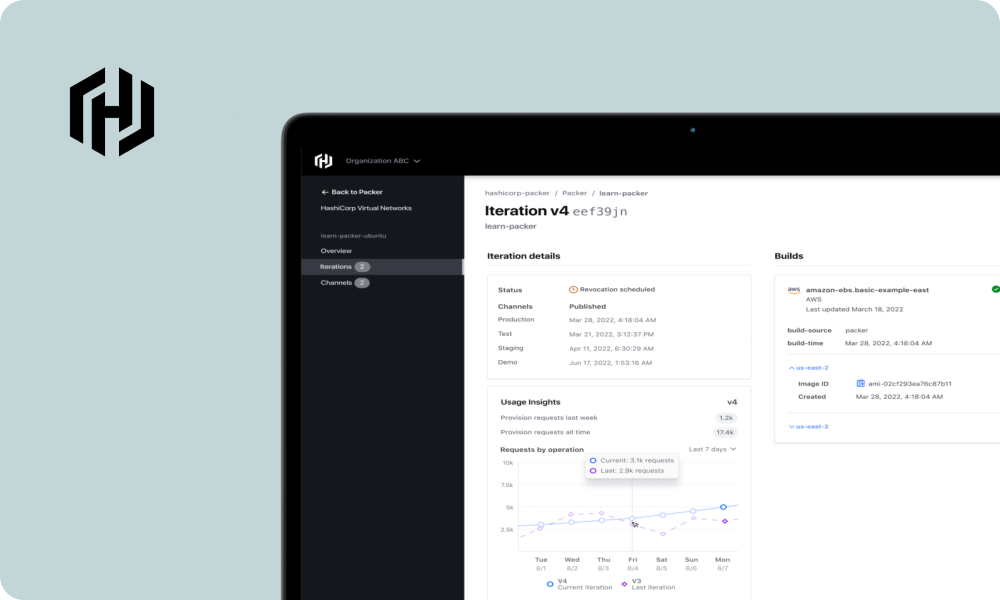 Organization ABC
← Back to Packer
HashiCorp Virtual Networks
learn-packer-ubuntu
Overview
Iterations 2
Channels 2
hashicorp-packer / Packer / learn-packer
Iteration v4 eef39jn
learn-packer
Iteration details
Status Revocation scheduled
Channels Published
Production Mar 28, 2022, 4:18:04 AM
Test Mar 21, 2022, 3:12:37 PM
Staging Apr 11, 2022, 6:30:29 AM
Demo Jun 17, 2022, 1:53:16 AM
Usage Insights v4
Provision requests last week 1.2k
Provision requests all time 17.4k
Requests by operation Last 7 days
Current: 3.1k requests
Last: 2.9k requests
10k
7.5k
5k
2.5k
Tue Wed Thu Fri Sat Sun Mon
8/1 8/2 8/3 8/4 8/5 8/6 8/7
V4 V3
Current iteration Last iteration
Builds
aws amazon-ebs.basic-example-east
AWS
Last updated March 18, 2022
build-source packer
build-time Mar 28, 2022, 4:18:04 AM
us-east-2
Image ID ami-02cf293ea76c87b11
Created Mar 28, 2022, 4:18:04 AM
us-east-2